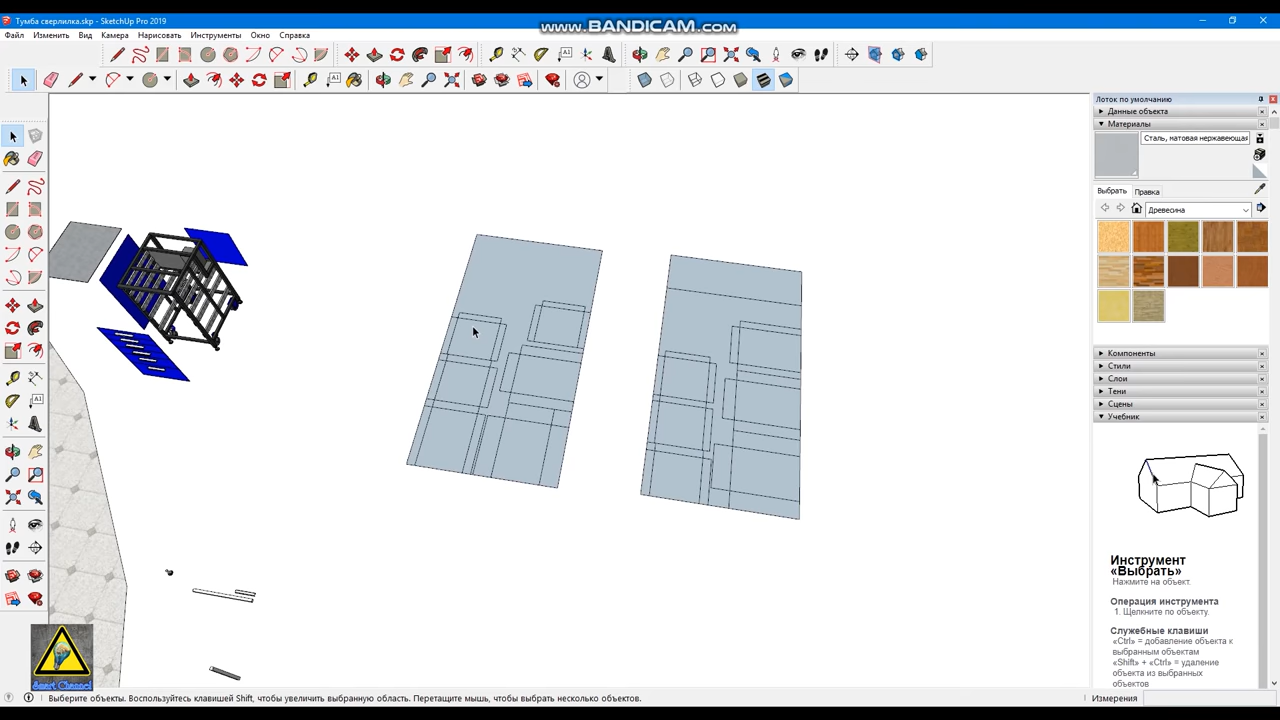 Тумба сверлилка.skp - SketchUp Pro 2019
www.BANDICAM.com
Файл Изменить Вид Камера Нарисовать Инструменты Окно Справка
Лоток по умолчанию
Данные объекта
Материалы
Сталь, матовая нержавеющая
Выбрать Правка
Древесина
Компоненты
Стили
Слои
Тени
Сцены
Учебник
Инструмент
«Выбрать»
Нажмите на объект.
Операция инструмента
1. Щелкните по объекту.
Служебные клавиши
«Ctrl» = добавление объекта к
выбранным объектам
«Shift» + «Ctrl» = удаление
объекта из выбранных
объектов
Smart Channel
Выберите объекты. Воспользуйтесь клавишей Shift, чтобы увеличить выбранную область. Перетащите мышь, чтобы выбрать несколько объектов.
Измерения